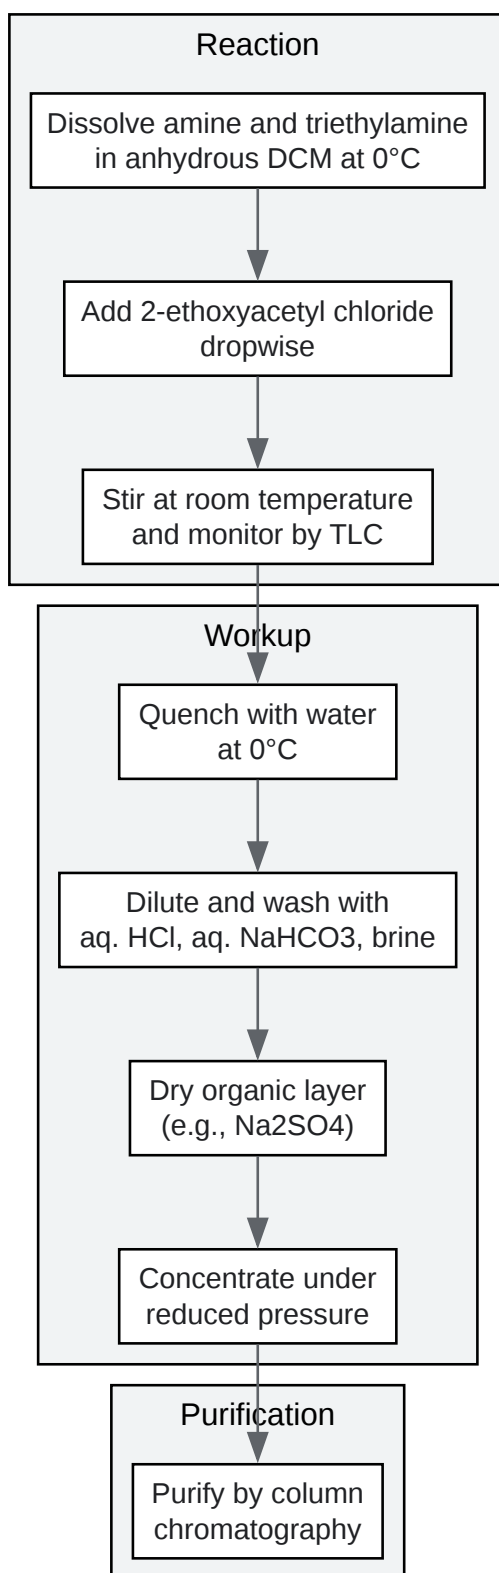 Reaction
Dissolve amine and triethylamine
in anhydrous DCM at 0°C
Add 2-ethoxyacetyl chloride
dropwise
Stir at room temperature
and monitor by TLC
Workup
Quench with water
at 0°C
Dilute and wash with
aq. HCl, aq. NaHCO3, brine
Dry organic layer
(e.g., Na2SO4)
Concentrate under
reduced pressure
Purification
Purify by column
chromatography